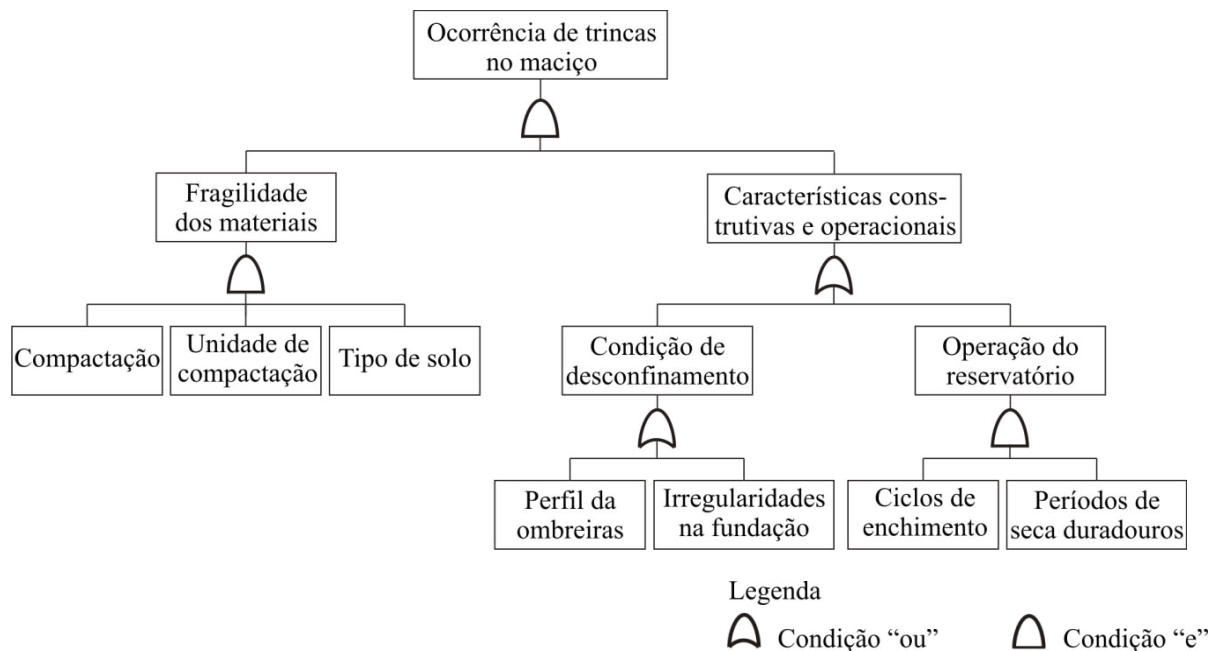 Ocorrência de trincas
no maciço
Fragilidade
dos materiais
Características cons-
trutivas e operacionais
Compactação
Unidade de
compactação
Tipo de solo
Condição de
desconfinamento
Operação do
reservatório
Perfil da
ombreiras
Irregularidades
na fundação
Ciclos de
enchimento
Períodos de
seca duradouros
Legenda
Condição “ou”
Condição “e”